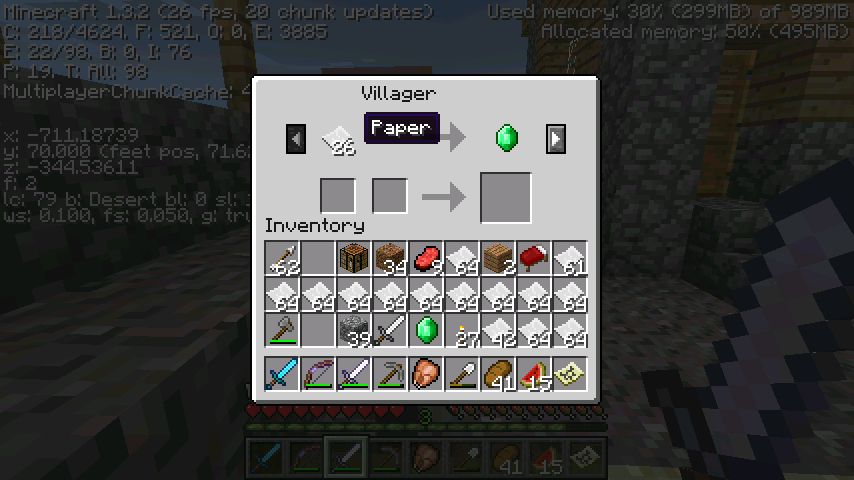 Minecraft 1.3.2 (26 fps, 20 chunk updates)
Used memory: 30% (299MB) of 989MB
C: 218/4624, F: 521, O: 0, E: 3885
Allocated memory: 50% (495MB)
E: 22/98, B: 0, I: 76
P: 19, T: All: 98
MultiplayerChunkCache: 4
x: -711.18739
y: 70.000 (feet pos, 71.6
z: -344.53611
f: 2
lc: 79 b: Desert bl: 0 sl:
ws: 0.100, fs: 0.050, g: tru
Villager
26
Paper
Inventory
62 34 9 64 2 61
64 64 64 64 64 64 64 64 64
39 27 42 64 64
41 15
8
41 15